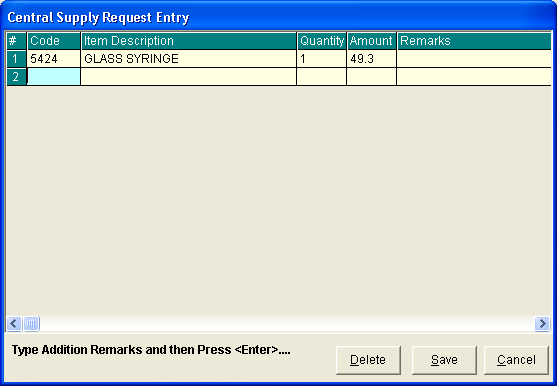 Central Supply Request Entry
# Code Item Description Quantity Amount Remarks
1 5424 GLASS SYRINGE 1 49.3
2
Type Addition Remarks and then Press <Enter>....
Delete Save Cancel